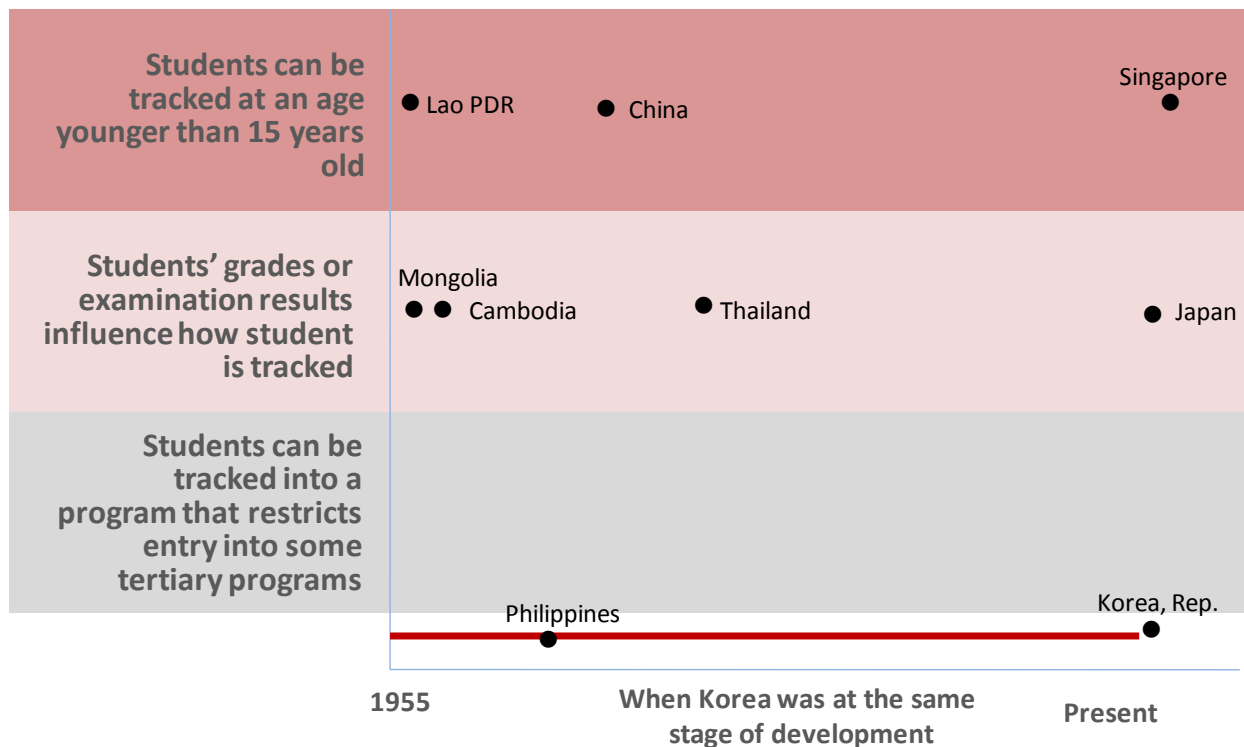 Students can be
tracked at an age
younger than 15 years
old
Lao PDR
China
Singapore
Students’ grades or
examination results
influence how student
is tracked
Mongolia
Cambodia
Thailand
Japan
Students can be
tracked into a
program that restricts
entry into some
tertiary programs
Philippines
Korea, Rep.
1955
When Korea was at the same
stage of development
Present